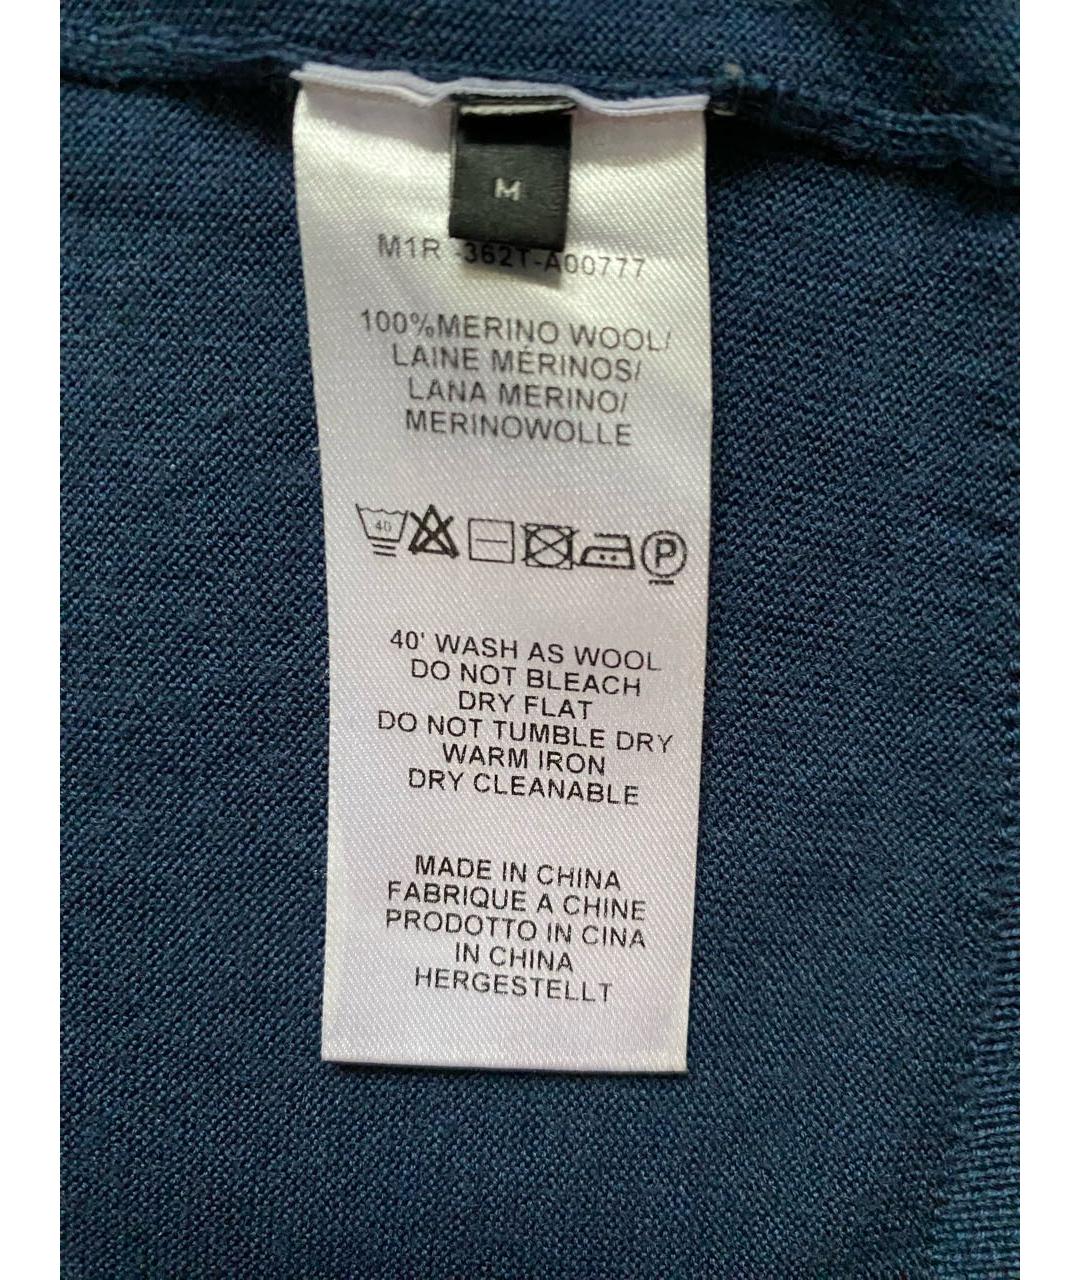 M
M1R -362T-A00777
100%MERINO WOOL/
LAINE MÉRINOS/
LANA MERINO/
MERINOWOLLE
40
P
40' WASH AS WOOL
DO NOT BLEACH
DRY FLAT
DO NOT TUMBLE DRY
WARM IRON
DRY CLEANABLE
MADE IN CHINA
FABRIQUE A CHINE
PRODOTTO IN CINA
IN CHINA
HERGESTELLT